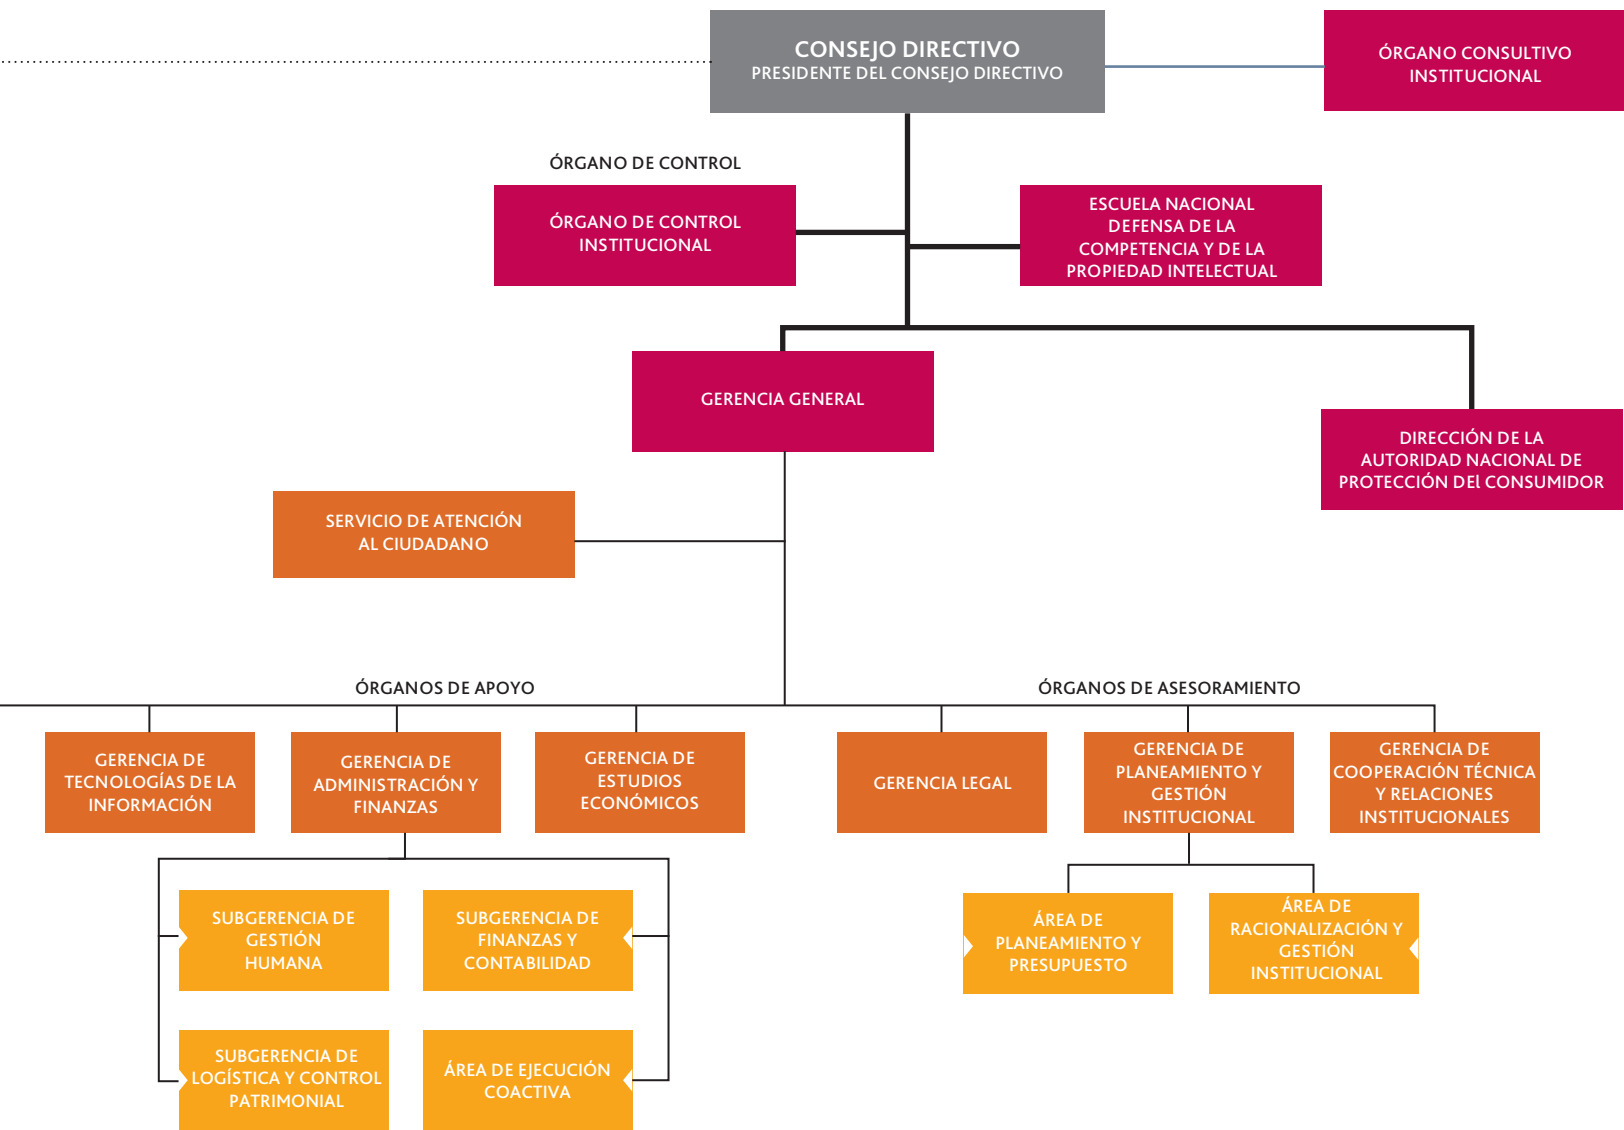 CONSEJO DIRECTIVO
PRESIDENTE DEL CONSEJO DIRECTIVO
ÓRGANO CONSULTIVO
INSTITUCIONAL
ÓRGANO DE CONTROL
ÓRGANO DE CONTROL
INSTITUCIONAL
ESCUELA NACIONAL
DEFENSA DE LA
COMPETENCIA Y DE LA
PROPIEDAD INTELECTUAL
GERENCIA GENERAL
DIRECCIÓN DE LA
AUTORIDAD NACIONAL DE
PROTECCIÓN DEl CONSUMIDOR
SERVICIO DE ATENCIÓN
AL CIUDADANO
ÓRGANOS DE APOYO
ÓRGANOS DE ASESORAMIENTO
GERENCIA DE
TECNOLOGÍAS DE LA
INFORMACIÓN
GERENCIA DE
ADMINISTRACIÓN Y
FINANZAS
GERENCIA DE
ESTUDIOS
ECONÓMICOS
GERENCIA LEGAL
GERENCIA DE
PLANEAMIENTO Y
GESTIÓN
INSTITUCIONAL
GERENCIA DE
COOPERACIÓN TÉCNICA
Y RELACIONES
INSTITUCIONALES
SUBGERENCIA DE
GESTIÓN
HUMANA
SUBGERENCIA DE
FINANZAS Y
CONTABILIDAD
ÁREA DE
PLANEAMIENTO Y
PRESUPUESTO
ÁREA DE
RACIONALIZACIÓN Y
GESTIÓN
INSTITUCIONAL
SUBGERENCIA DE
LOGÍSTICA Y CONTROL
PATRIMONIAL
ÁREA DE EJECUCIÓN
COACTIVA